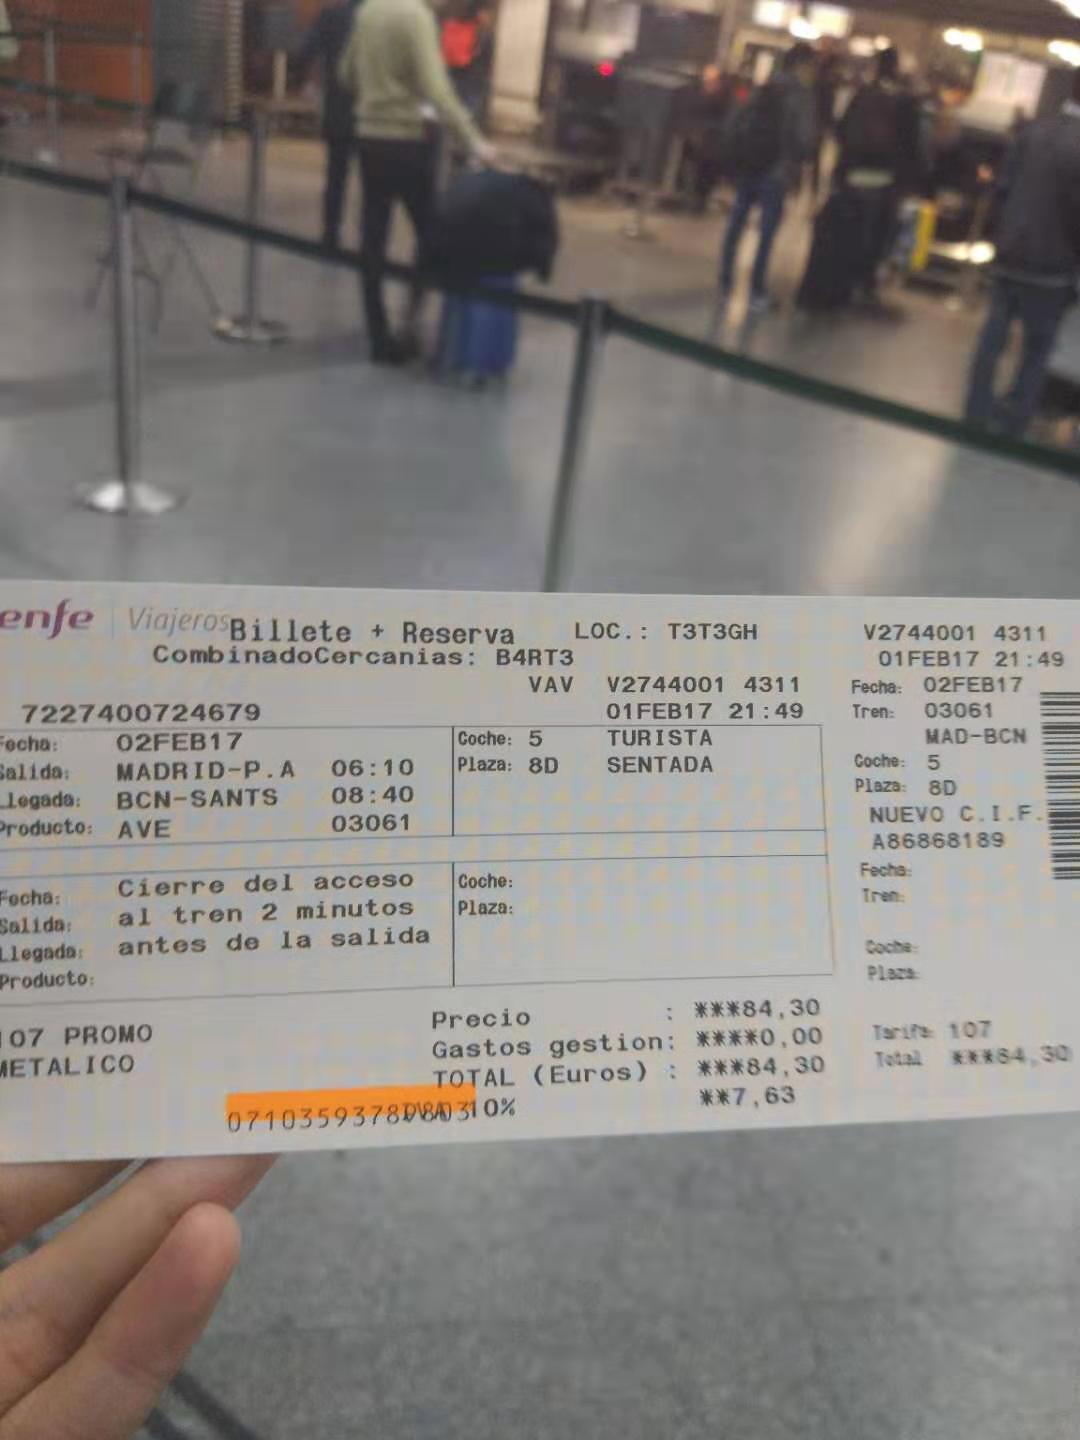 enfe | Viajeros Billete + Reserva LOC.: T3T3GH
CombinadoCercanias: B4RT3
VAV V2744001 4311
7227400724679 01FEB17 21:49
Fecha: 02FEB17 Coche: 5 TURISTA
Salida: MADRID-P.A 06:10 Plaza: 8D SENTADA
Llegada: BCN-SANTS 08:40
Producto: AVE 03061
Fecha: Cierre del acceso Coche:
Salida: al tren 2 minutos Plaza:
Llegada: antes de la salida
Producto:
107 PROMO
METALICO
Precio : ***84,30
Gastos gestion: ****0,00
TOTAL (Euros) : ***84,30
10% **7,63
V2744001 4311
01FEB17 21:49
Fecha: 02FEB17
Tren: 03061
MAD-BCN
Coche: 5
Plaza: 8D
NUEVO C.I.F.
A86868189
Fecha:
Tren:
Coche:
Plaza:
Tarifa: 107
Total ***84,30